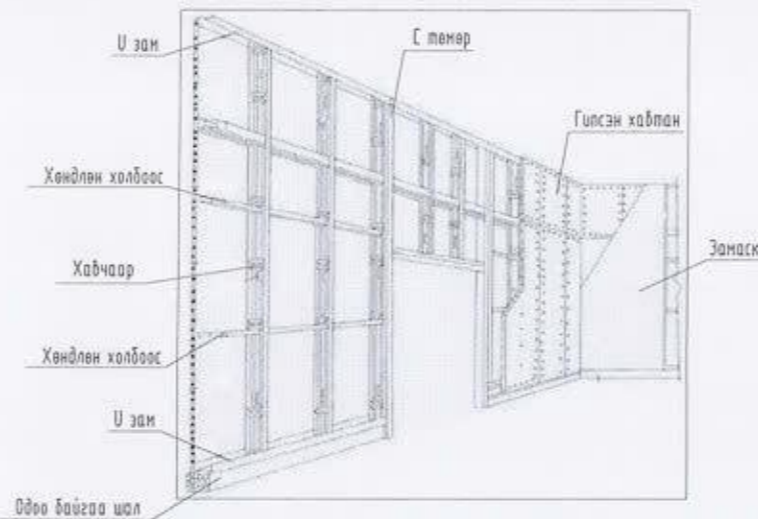 U зам
С төмөр
Гипсэн хавтан
Хөндлөн холбоос
Замаск
Хавчаар
Хөндлөн холбоос
U зам
Одоо байгаа шал